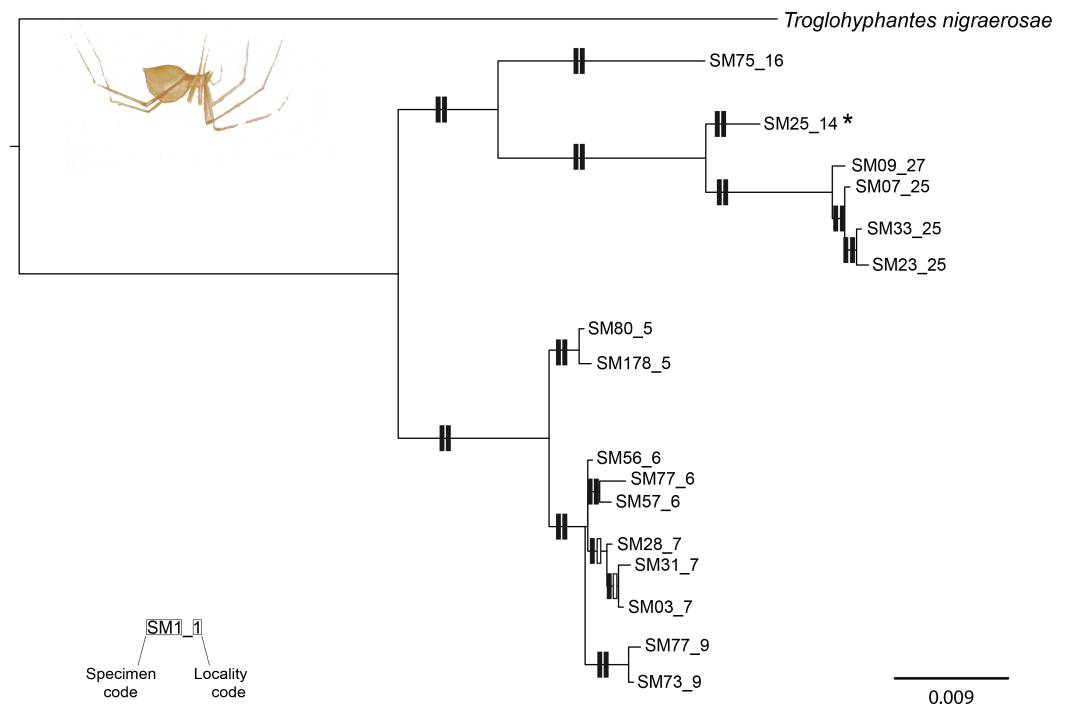 Troglohyphantes nigraerosae
SM75_16
SM25_14 *
SM09_27
SM07_25
SM33_25
SM23_25
SM80_5
SM178_5
SM56_6
SM77_6
SM57_6
SM28_7
SM31_7
SM03_7
SM77_9
SM73_9
SM1_1
Specimen code
Locality code
0.009